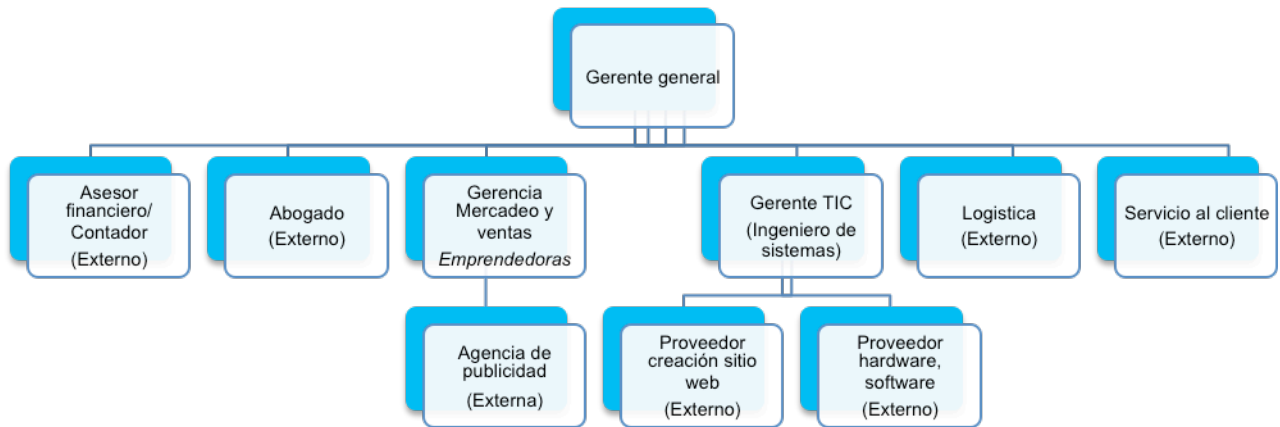 Gerente general
Asesor
financiero/
Contador
(Externo)
Abogado
(Externo)
Gerencia
Mercadeo y
ventas
Emprendedoras
Gerente TIC
(Ingeniero de
sistemas)
Logistica
(Externo)
Servicio al cliente
(Externo)
Agencia de
publicidad
(Externa)
Proveedor
creación sitio
web
(Externo)
Proveedor
hardware,
software
(Externo)